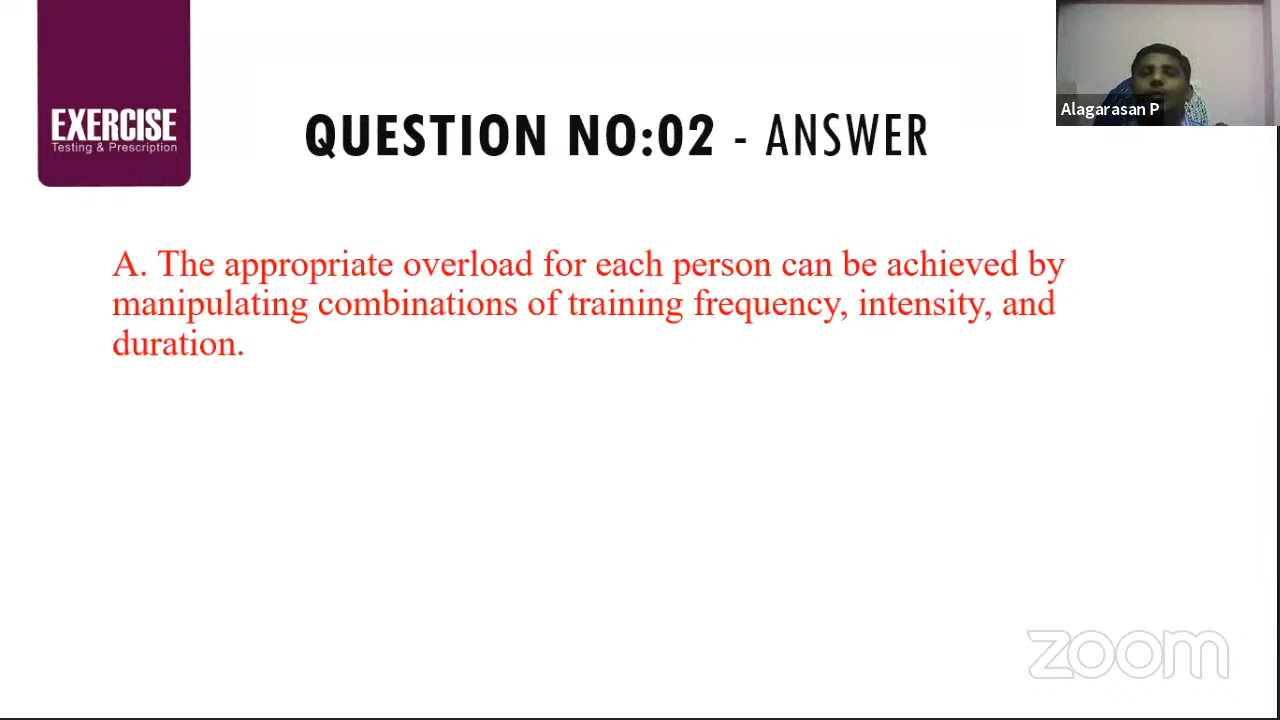 EXERCISE
Testing & Prescription
QUESTION NO:02 - ANSWER
Alagarasan P
A. The appropriate overload for each person can be achieved by
manipulating combinations of training frequency, intensity, and
duration.
zoom